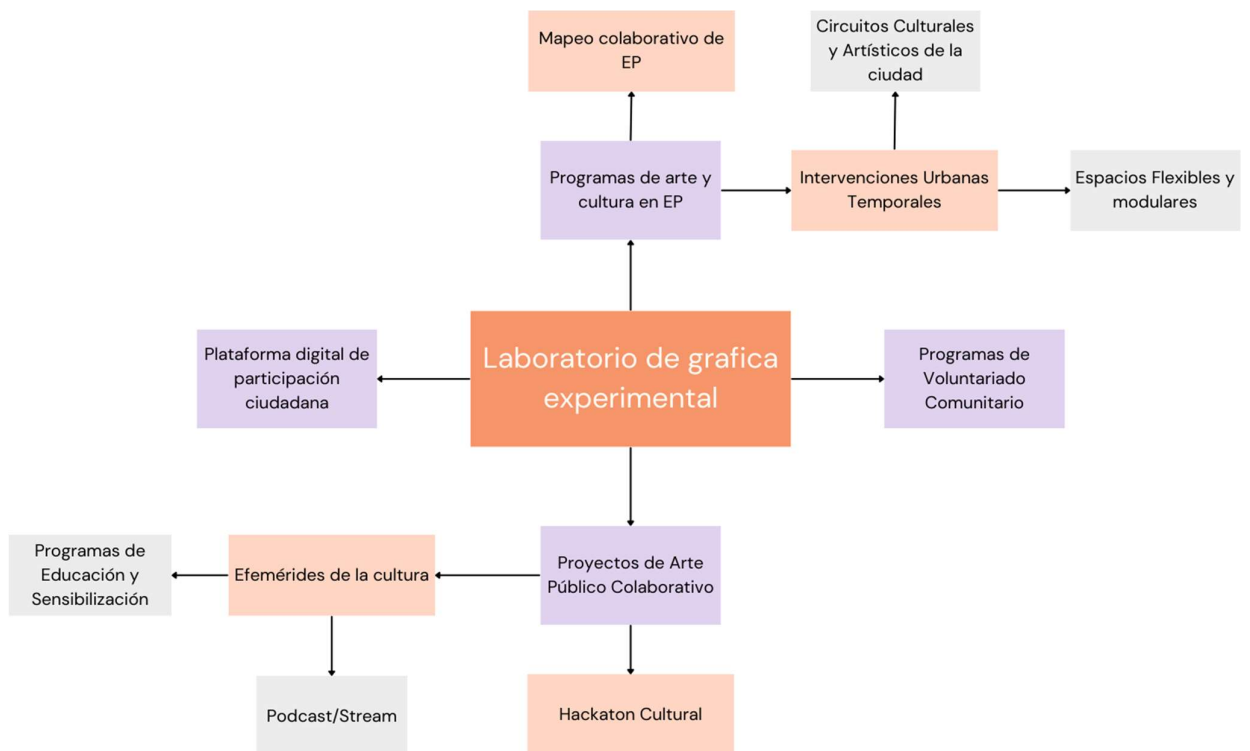 Mapeo colaborativo de
EP
Circuitos Culturales
y Artísticos de la
ciudad
Programas de arte y
cultura en EP
Intervenciones Urbanas
Temporales
Espacios Flexibles y
modulares
Plataforma digital de
participación
ciudadana
Laboratorio de grafica
experimental
Programas de
Voluntariado
Comunitario
Programas de
Educación y
Sensibilización
Efemérides de la cultura
Proyectos de Arte
Público Colaborativo
Podcast/Stream
Hackaton Cultural